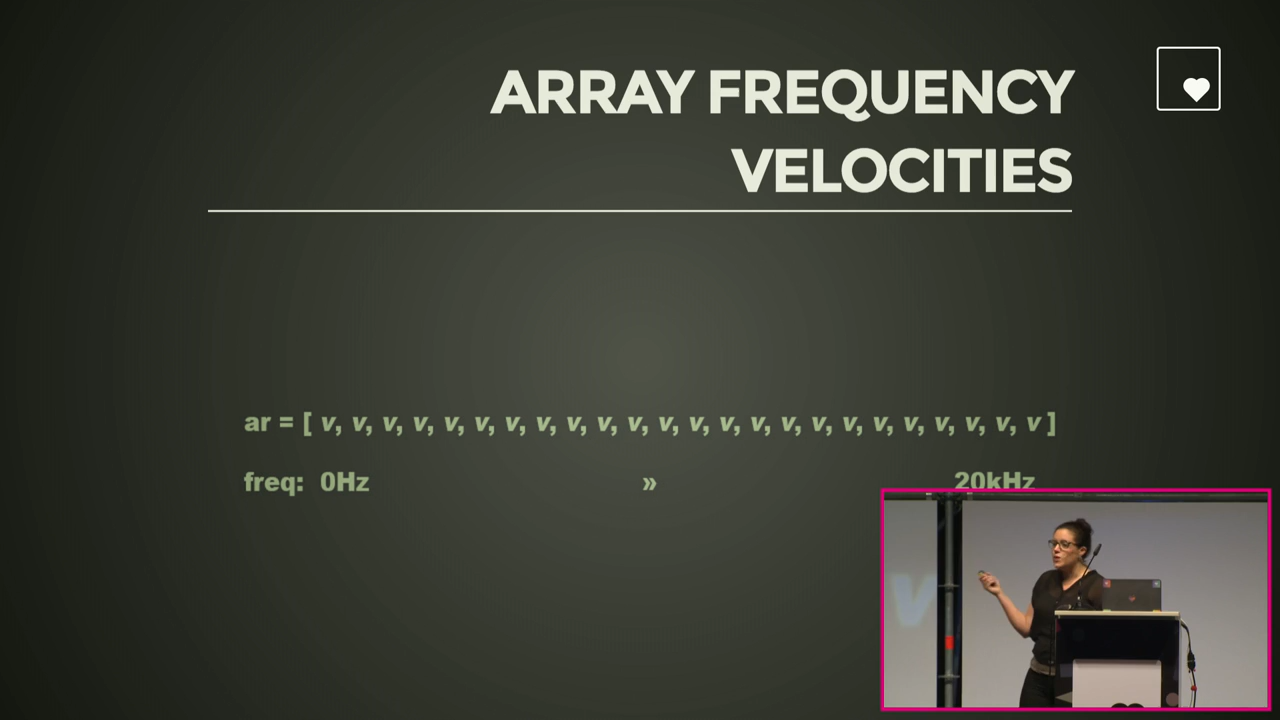 ARRAY FREQUENCY
VELOCITIES
ar = [ v, v, v, v, v, v, v, v, v, v, v, v, v, v, v, v, v, v, v, v, v, v, v, v ]
freq: 0Hz » 20kHz
v